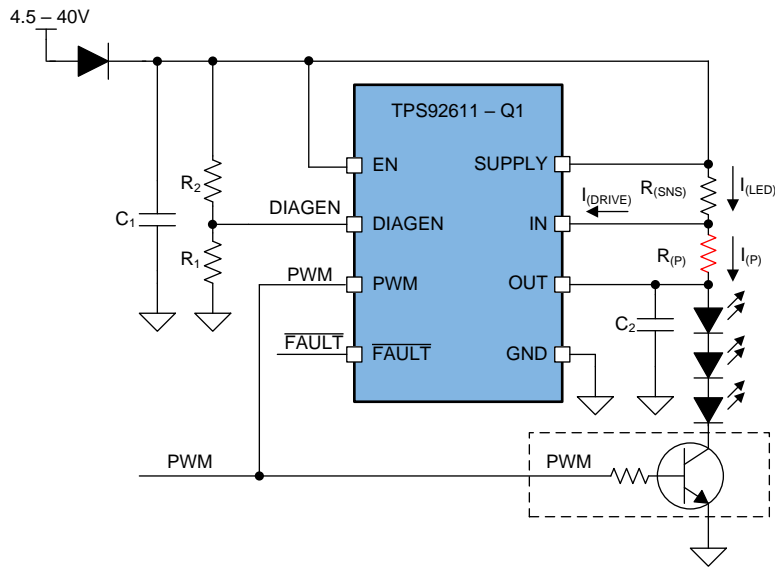 4.5 – 40V
TPS92611 – Q1
EN
SUPPLY
R2
R(SNS)
I(LED)
I(DRIVE)
C1
DIAGEN
DIAGEN
IN
R1
R(P)
I(P)
PWM
PWM
OUT
C2
FAULT
FAULT
GND
PWM
PWM